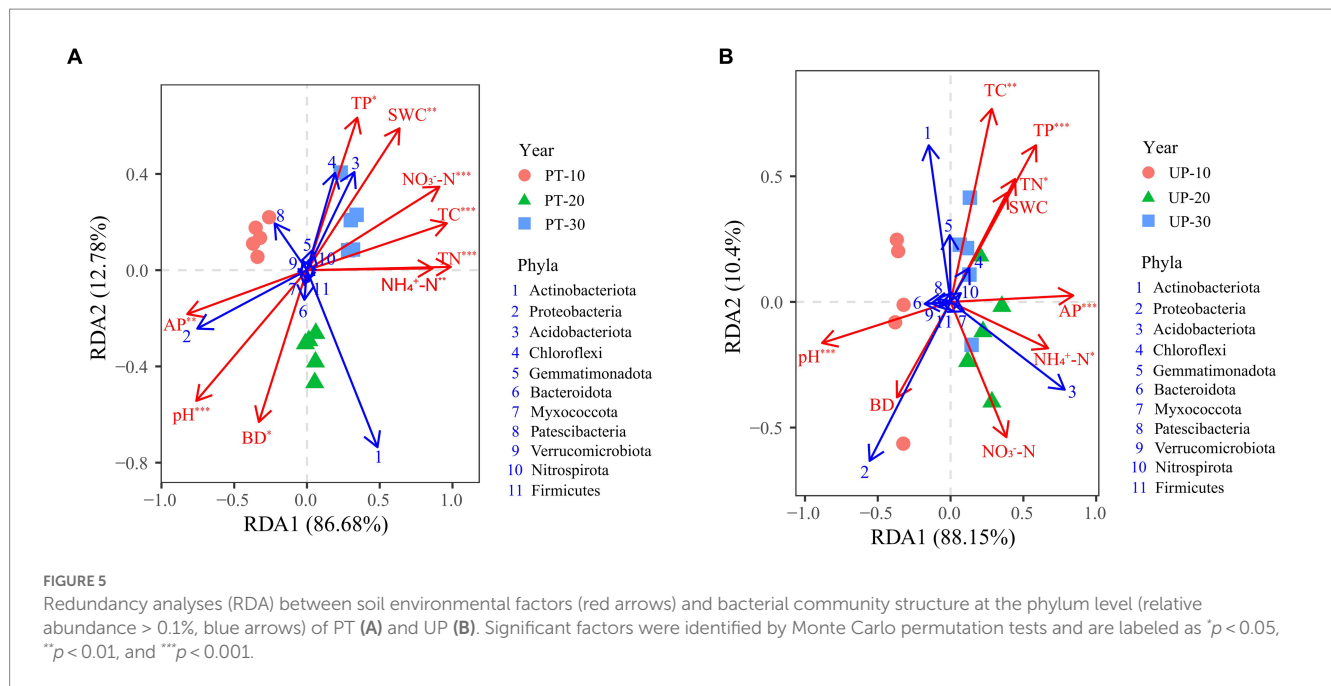 A
TP*
SWC**
NO₃⁻-N***
TC***
TN***
NH₄⁺-N**
AP**
pH***
BD*
1
2
3
4
5
6
7
8
9
10
11
0.4
0.0
−0.4
−0.8
−1.0
−0.5
0.0
0.5
1.0
RDA2 (12.78%)
RDA1 (86.68%)
Year
PT-10
PT-20
PT-30
Phyla
1 Actinobacteriota
2 Proteobacteria
3 Acidobacteriota
4 Chloroflexi
5 Gemmatimonadota
6 Bacteroidota
7 Myxococcota
8 Patescibacteria
9 Verrucomicrobiota
10 Nitrospirota
11 Firmicutes
B
TC**
TP***
TN*
SWC
AP***
NH₄⁺-N*
NO₃⁻-N
BD
pH***
1
2
3
4
5
6
7
8
9
10
11
0.5
0.0
−0.5
−1.0
−0.5
0.0
0.5
1.0
RDA2 (10.4%)
RDA1 (88.15%)
Year
UP-10
UP-20
UP-30
Phyla
1 Actinobacteriota
2 Proteobacteria
3 Acidobacteriota
4 Chloroflexi
5 Gemmatimonadota
6 Bacteroidota
7 Myxococcota
8 Patescibacteria
9 Verrucomicrobiota
10 Nitrospirota
11 Firmicutes
FIGURE 5
Redundancy analyses (RDA) between soil environmental factors (red arrows) and bacterial community structure at the phylum level (relative
abundance > 0.1%, blue arrows) of PT (A) and UP (B). Significant factors were identified by Monte Carlo permutation tests and are labeled as *p < 0.05,
**p < 0.01, and ***p < 0.001.